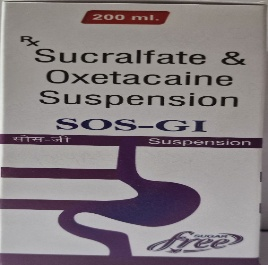 200 ml.
Rx
Sucralfate &
Oxetacaine
Suspension
SOS-GI
सोस-जी Suspension
SUGAR
free